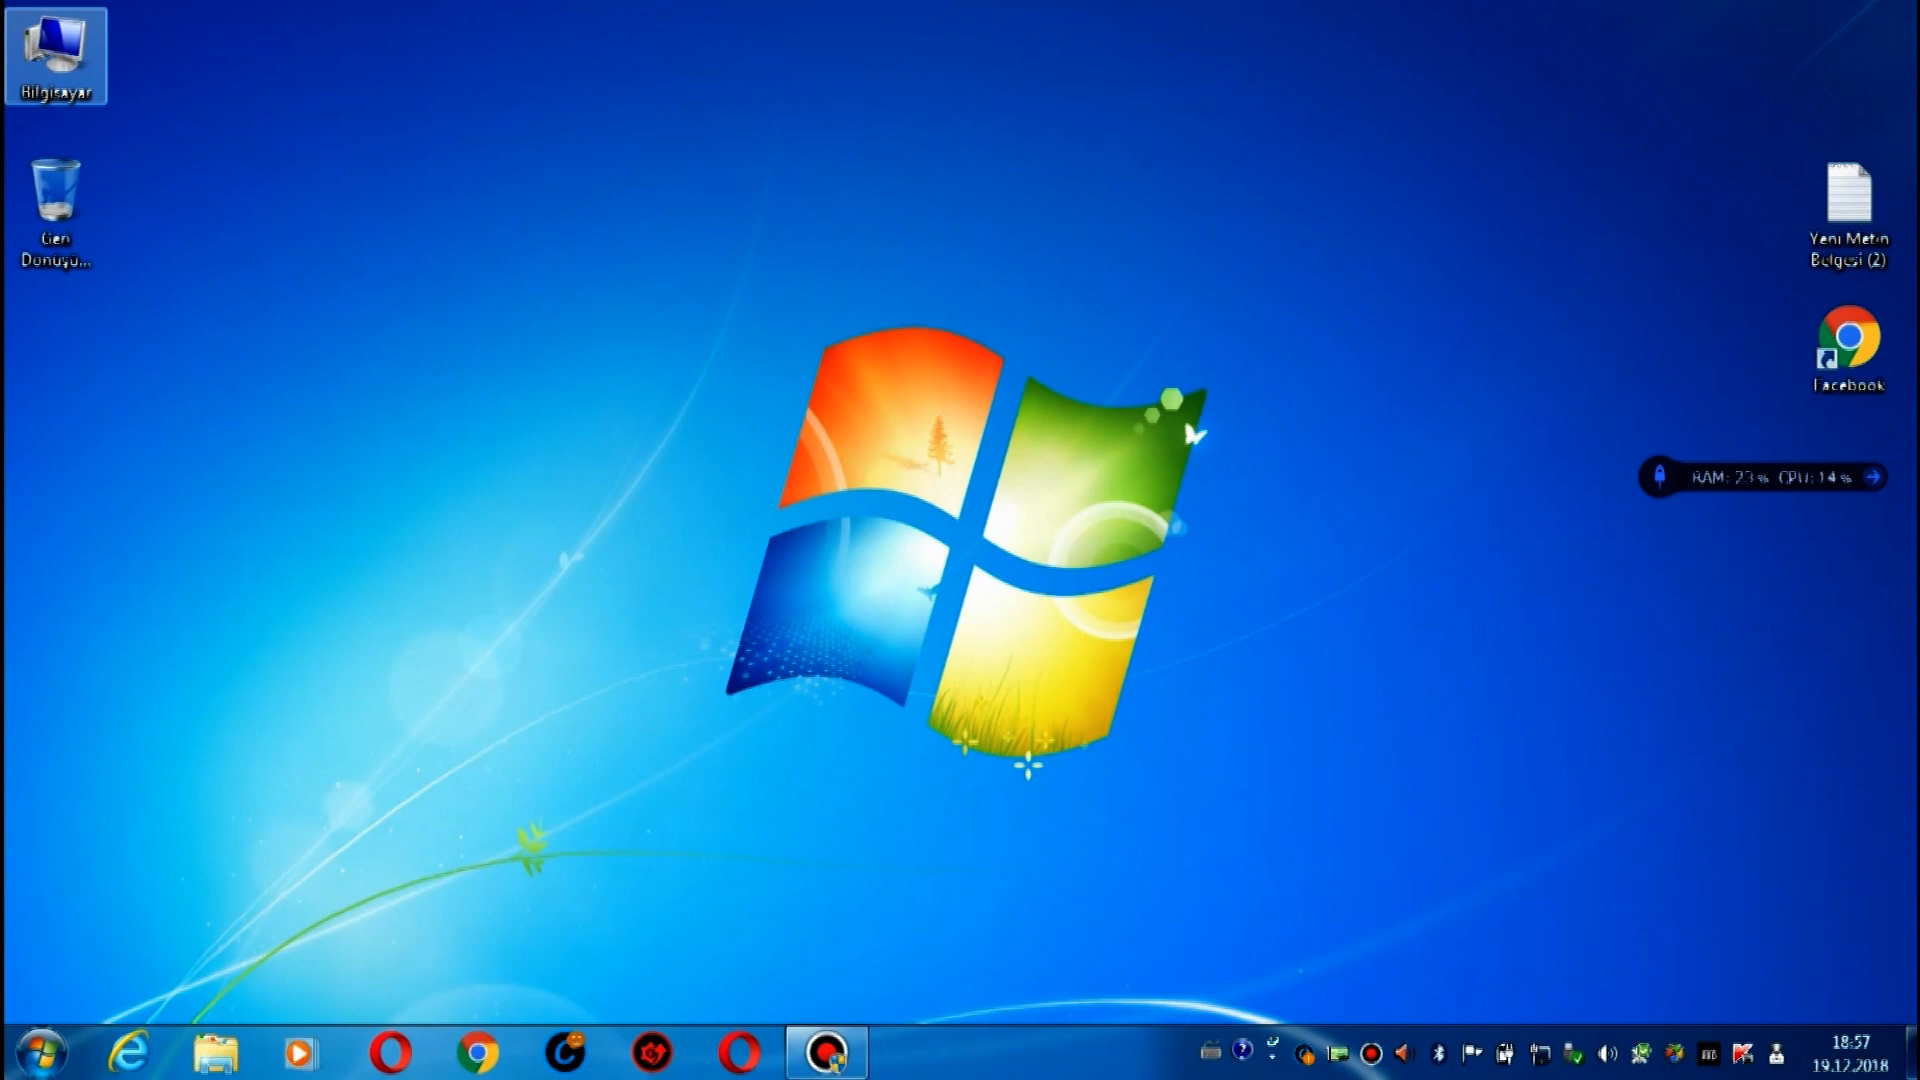 Bilgisayar
Geri
Dönüşü...
Yeni Metin
Belgesi (2)
Facebook
RAM: 23 % CPU: 14 %
18:57
19.12.2018